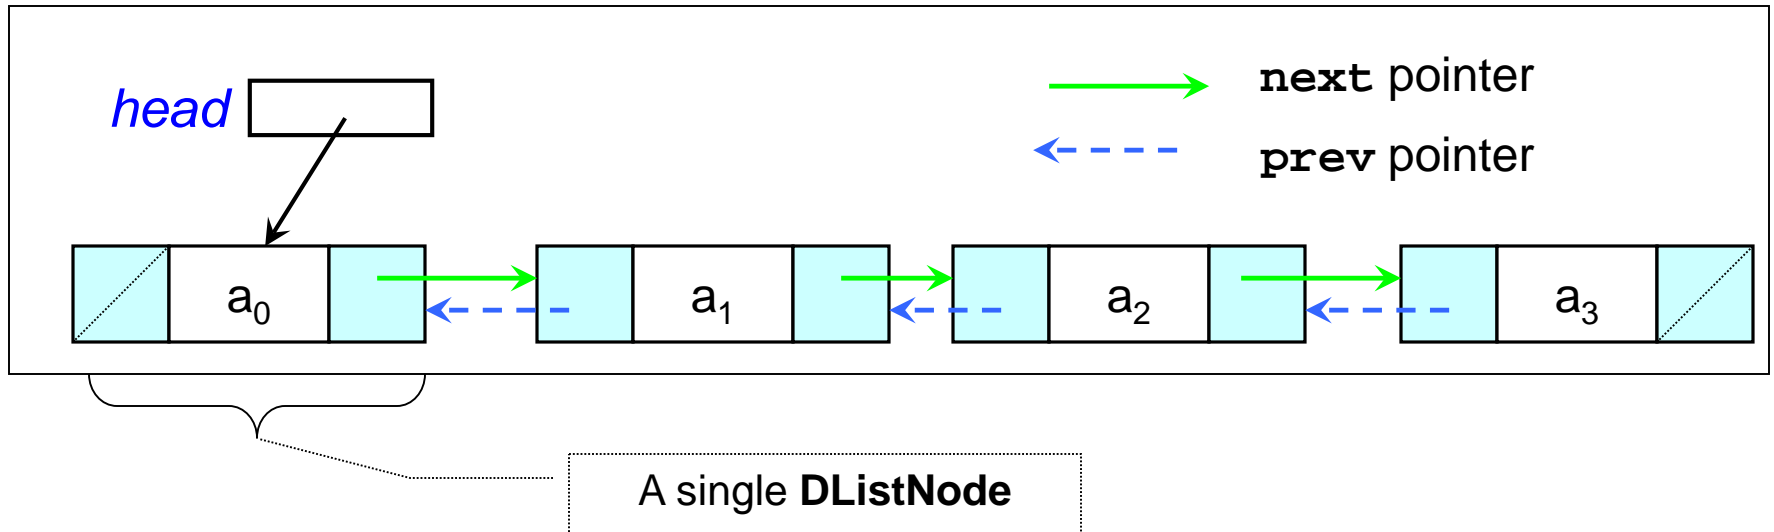 next pointer
head
prev pointer
a₀ a₁ a₂ a₃
A single DListNode